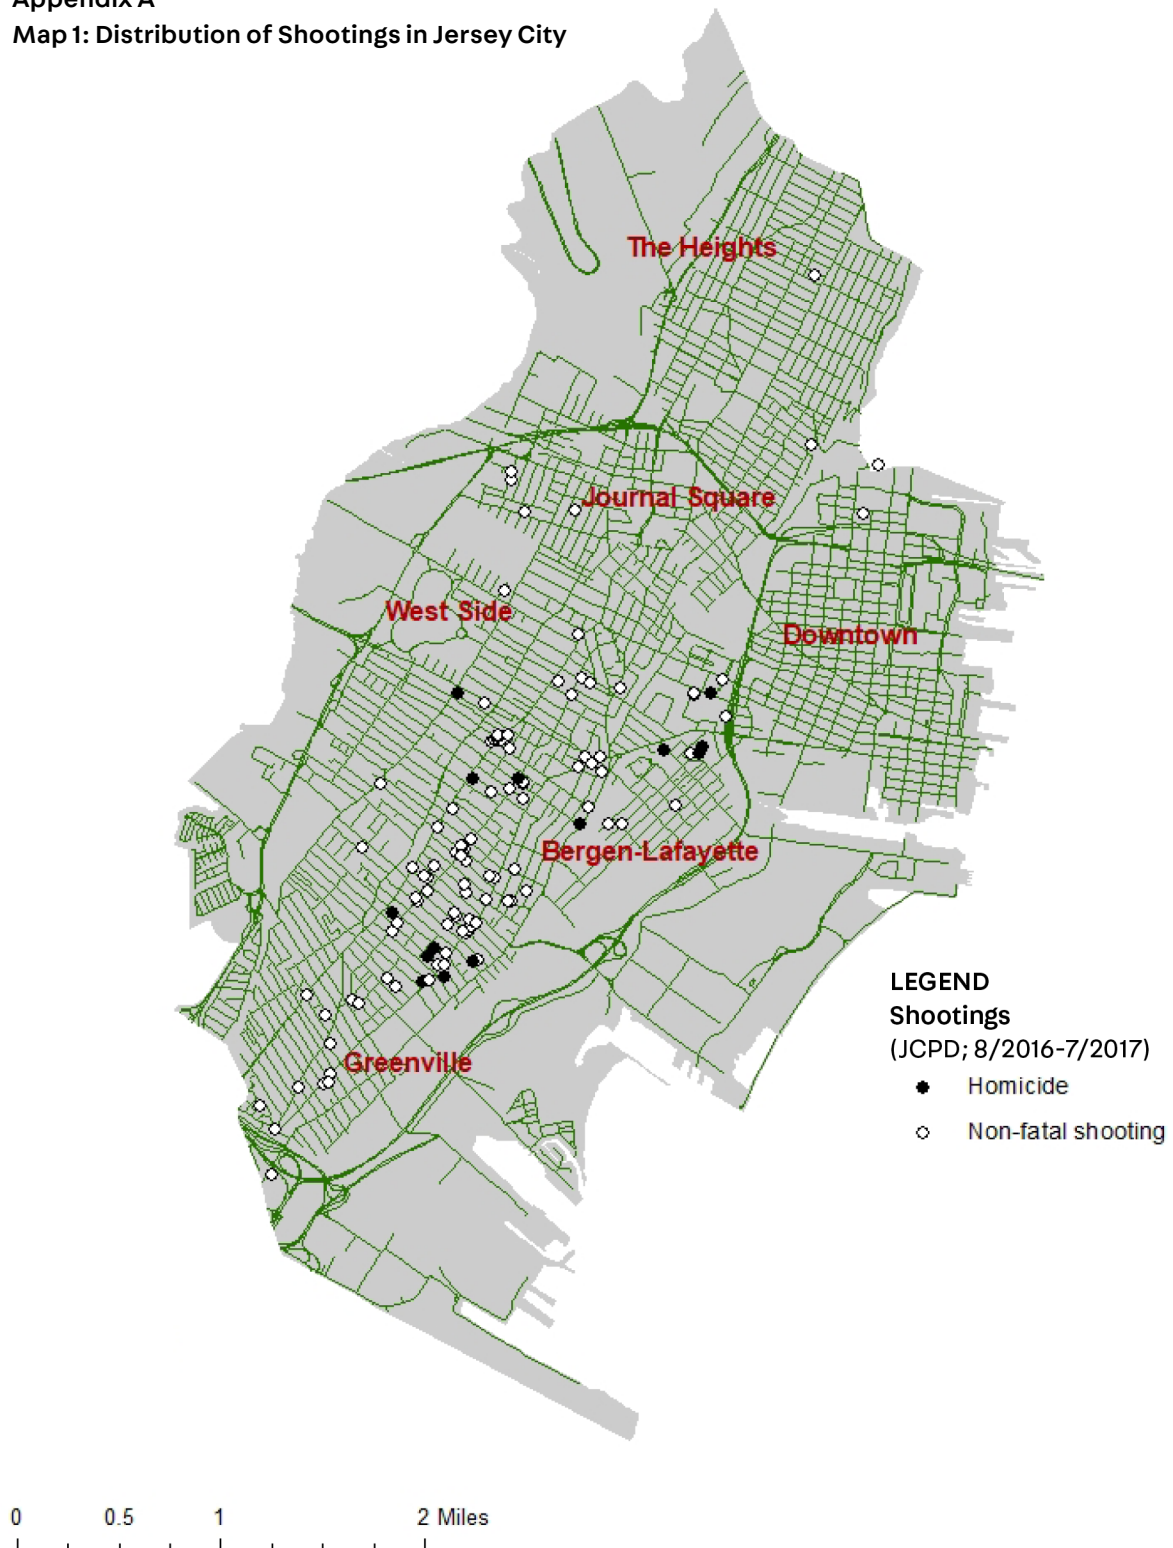 Appendix A
Map 1: Distribution of Shootings in Jersey City
The Heights
Journal Square
West Side
Downtown
Bergen-Lafayette
LEGEND
Shootings
(JCPD; 8/2016-7/2017)
Homicide
Non-fatal shooting
Greenville
0 0.5 1 2 Miles